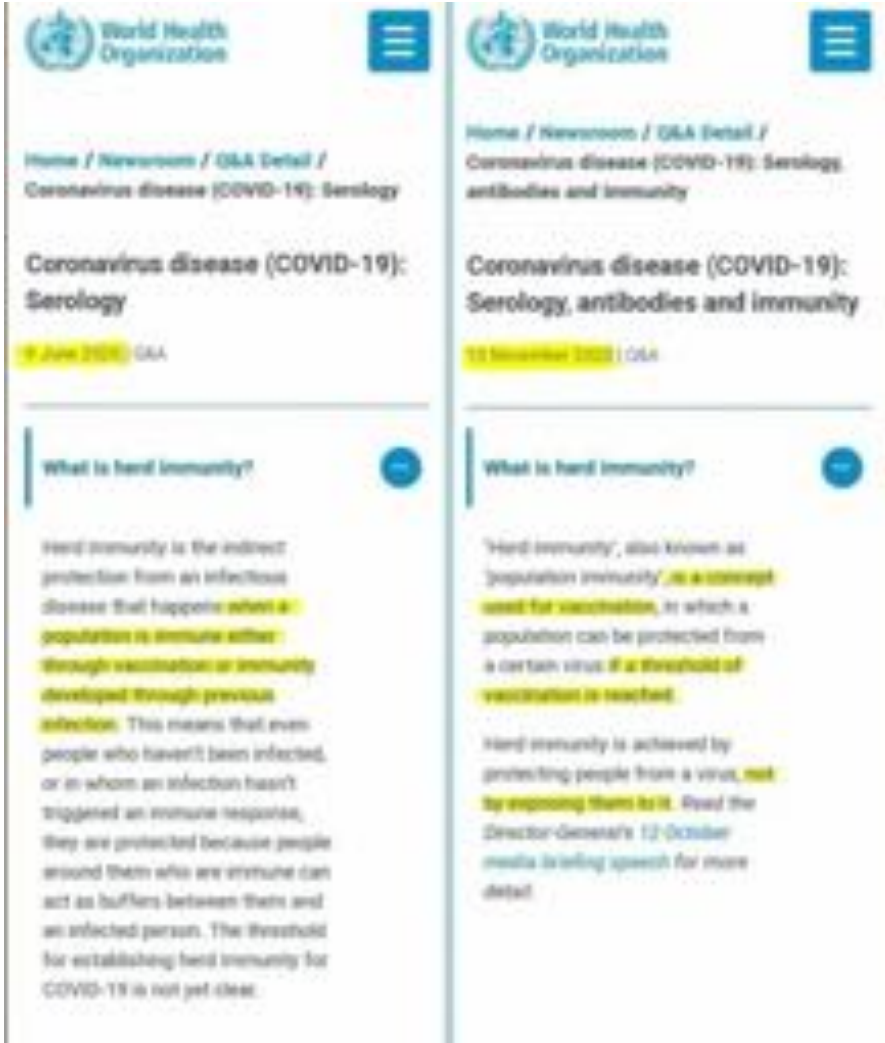 World Health
Organization
Home / Newsroom / Q&A Detail /
Coronavirus disease (COVID-19): Serology
Coronavirus disease (COVID-19):
Serology
9 June 2020 | Q&A
What is herd immunity?
Herd immunity is the indirect
protection from an infectious
disease that happens when a
population is immune either
through vaccination or immunity
developed through previous
infection. This means that even
people who haven't been infected,
or in whom an infection hasn't
triggered an immune response,
they are protected because people
around them who are immune can
act as buffers between them and
an infected person. The threshold
for establishing herd immunity for
COVID-19 is not yet clear.
World Health
Organization
Home / Newsroom / Q&A Detail /
Coronavirus disease (COVID-19): Serology,
antibodies and immunity
Coronavirus disease (COVID-19):
Serology, antibodies and immunity
November 2020 | Q&A
What is herd immunity?
'Herd immunity', also known as
'population immunity', is a concept
used for vaccination, in which a
population can be protected from
a certain virus if a threshold of
vaccination is reached.
Herd immunity is achieved by
protecting people from a virus, not
by exposing them to it. Read the
Director-General's 12 October
media briefing speech for more
detail.